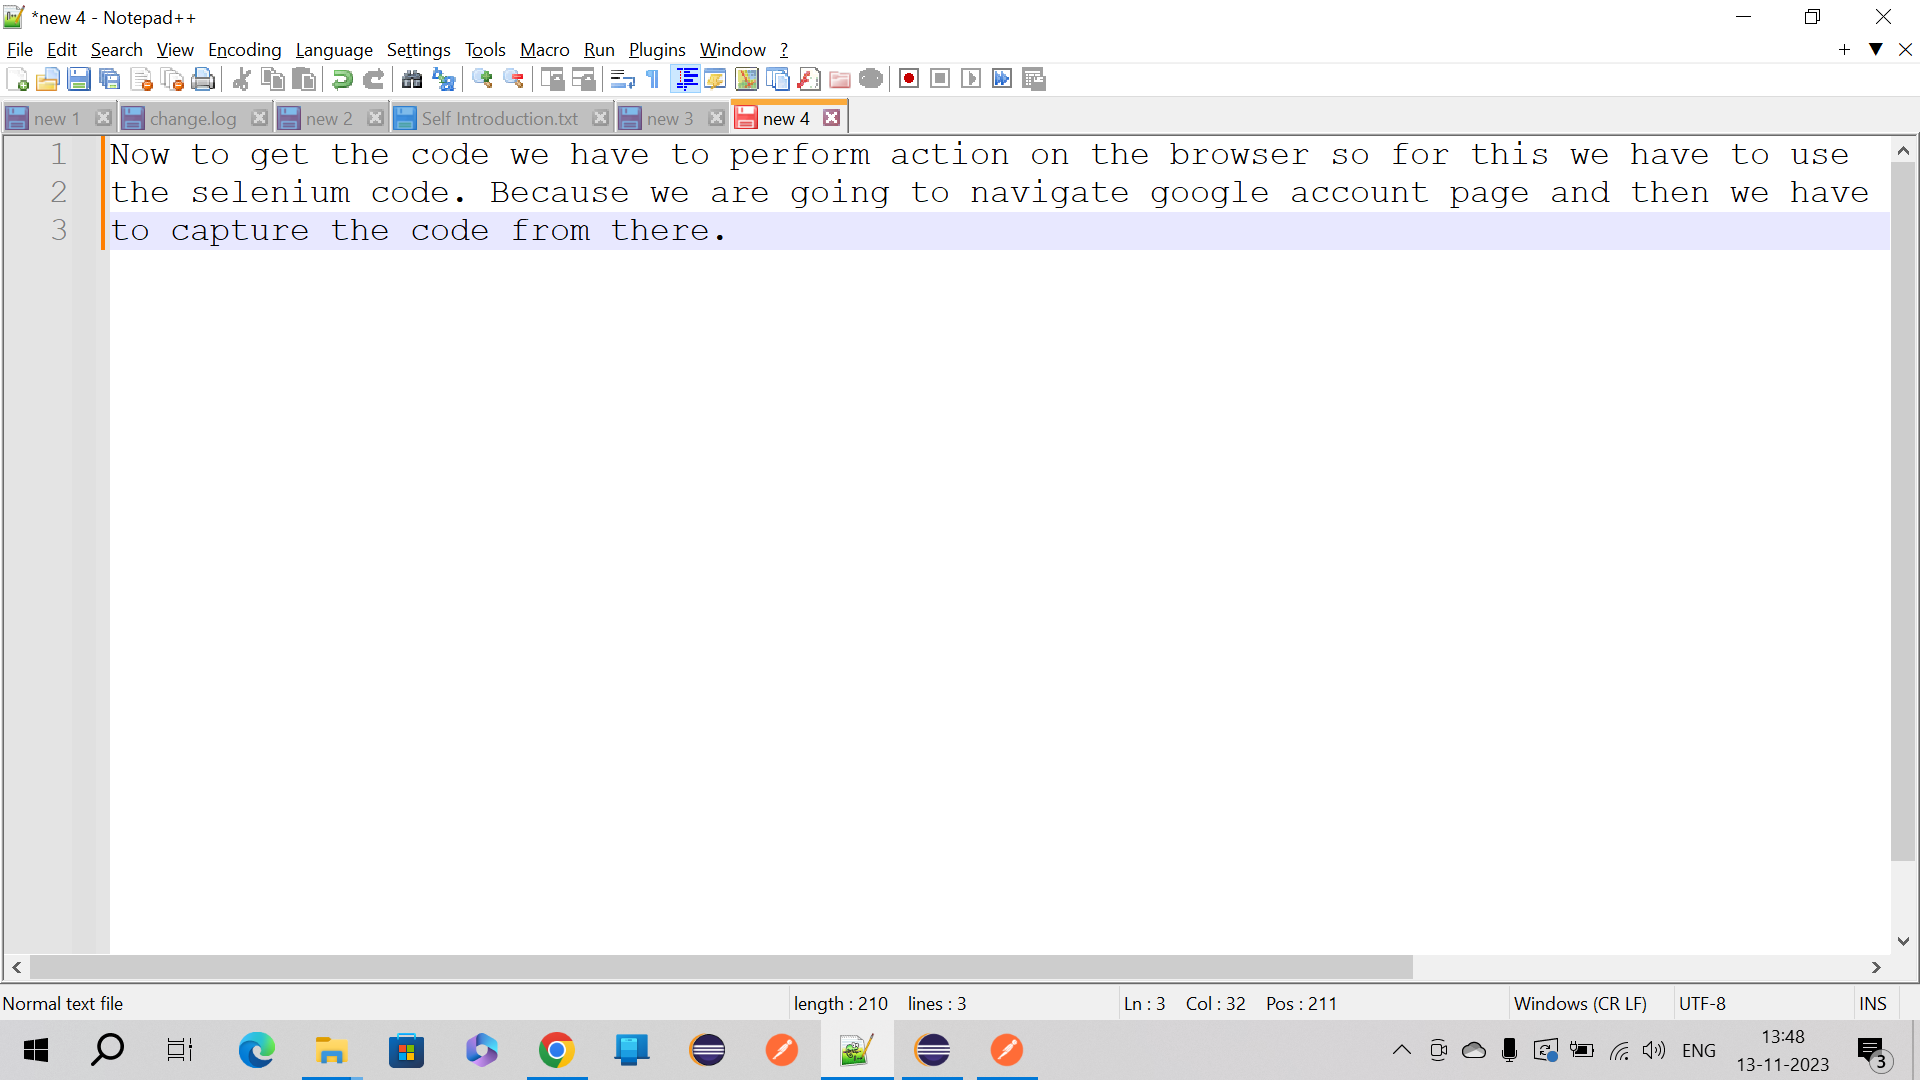 *new 4 - Notepad++
File Edit Search View Encoding Language Settings Tools Macro Run Plugins Window ?
new 1 change.log new 2 Self Introduction.txt new 3 new 4
1 Now to get the code we have to perform action on the browser so for this we have to use
2 the selenium code. Because we are going to navigate google account page and then we have
3 to capture the code from there.
Normal text file length : 210 lines : 3 Ln : 3 Col : 32 Pos : 211 Windows (CR LF) UTF-8 INS
ENG 13:48
13-11-2023 3